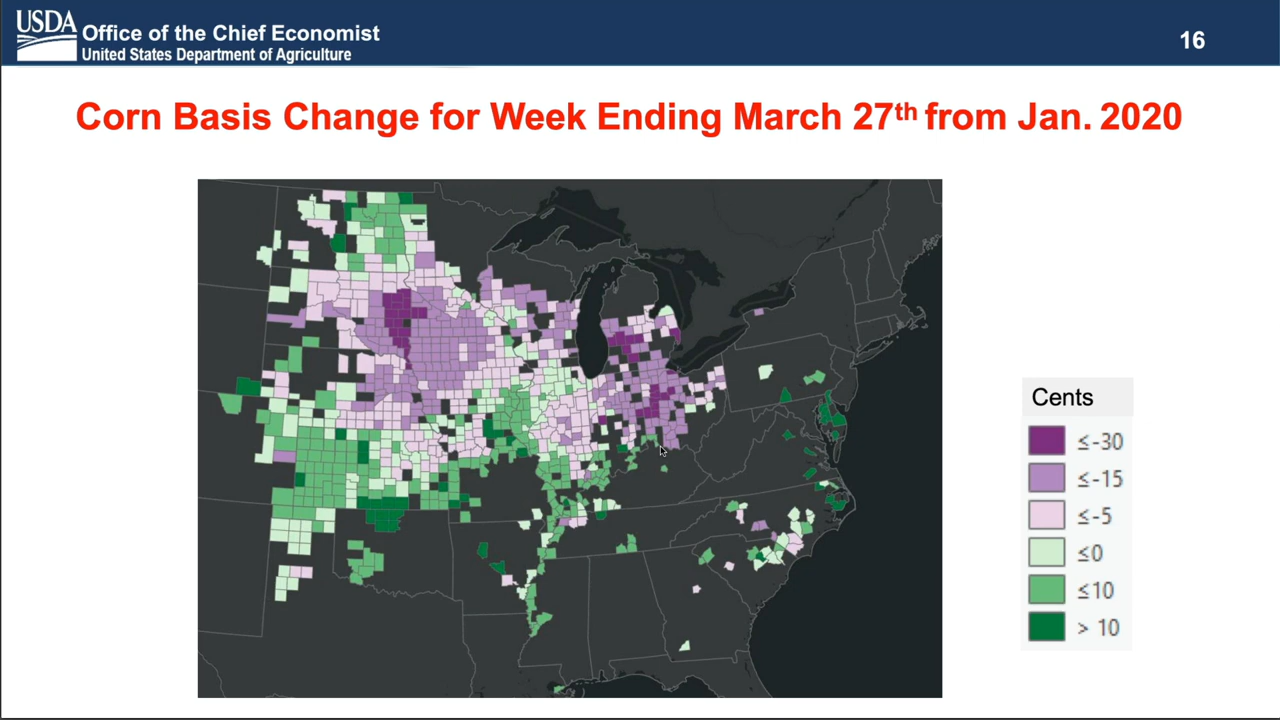 USDA
Office of the Chief Economist
United States Department of Agriculture
16
Corn Basis Change for Week Ending March 27th from Jan. 2020
Cents
≤-30
≤-15
≤-5
≤0
≤10
> 10